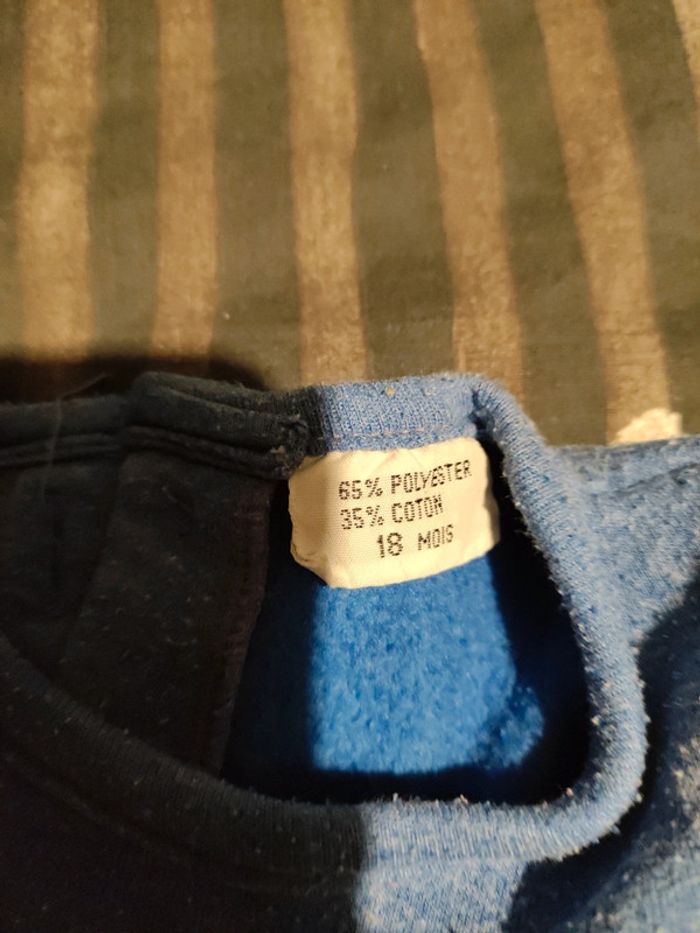 65% POLYESTER
35% COTON
18 MOIS